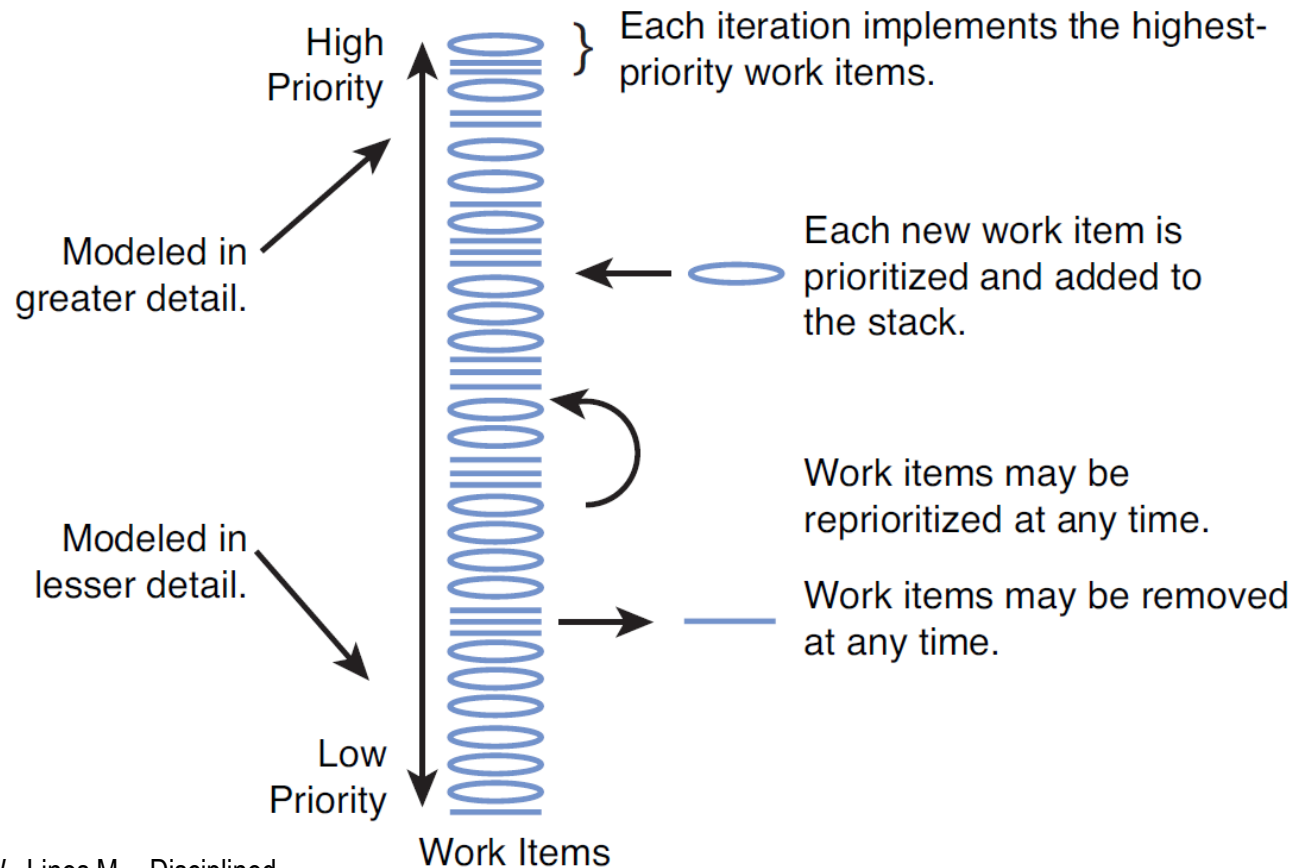 High
Priority
Each iteration implements the highest-
priority work items.
Modeled in
greater detail.
Each new work item is
prioritized and added to
the stack.
Work items may be
reprioritized at any time.
Modeled in
lesser detail.
Work items may be removed
at any time.
Low
Priority
Work Items
M., Disciplined